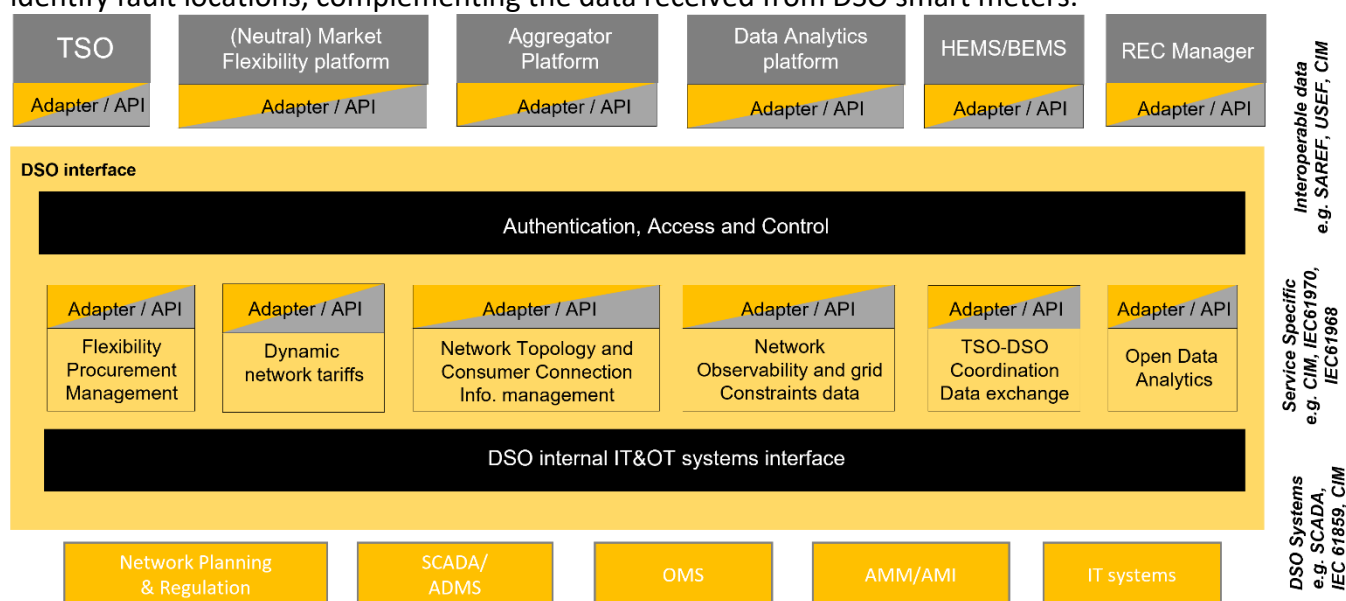 identify fault locations, complementing the data received from DSO smart meters.
TSO
(Neutral) Market
Flexibility platform
Aggregator
Platform
Data Analytics
platform
HEMS/BEMS
REC Manager
Adapter / API
Adapter / API
Adapter / API
Adapter / API
Adapter / API
Adapter / API
Interoperable data
e.g. SAREF, USEF, CIM
DSO interface
Authentication, Access and Control
Adapter / API
Adapter / API
Adapter / API
Adapter / API
Adapter / API
Adapter / API
Flexibility
Procurement
Management
Dynamic
network tariffs
Network Topology and
Consumer Connection
Info. management
Network
Observability and grid
Constraints data
TSO-DSO
Coordination
Data exchange
Open Data
Analytics
Service Specific
e.g. CIM, IEC61970,
IEC61968
DSO internal IT&OT systems interface
Network Planning
& Regulation
SCADA/
ADMS
OMS
AMM/AMI
IT systems
DSO Systems
e.g. SCADA,
IEC 61859, CIM